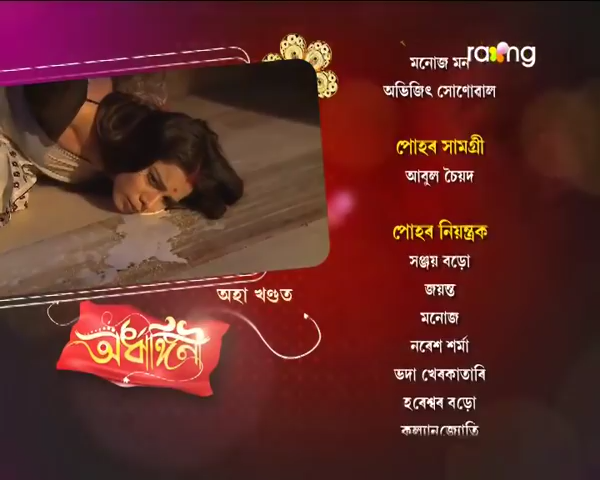 rang
মনোজ মন
অভিজিৎ সোণোবাল
পোহৰ সামগ্ৰী
আবুল চৈয়দ
পোহৰ নিয়ন্ত্ৰক
সঞ্জয় বড়ো
জয়ন্ত
মনোজ
নৰেশ শৰ্মা
ভদা খেৰকাতাৰি
হৰেশ্বৰ বড়ো
কল্যানজ্যোতি
অহা খণ্ডত
অৰ্ধাঙ্গিনী